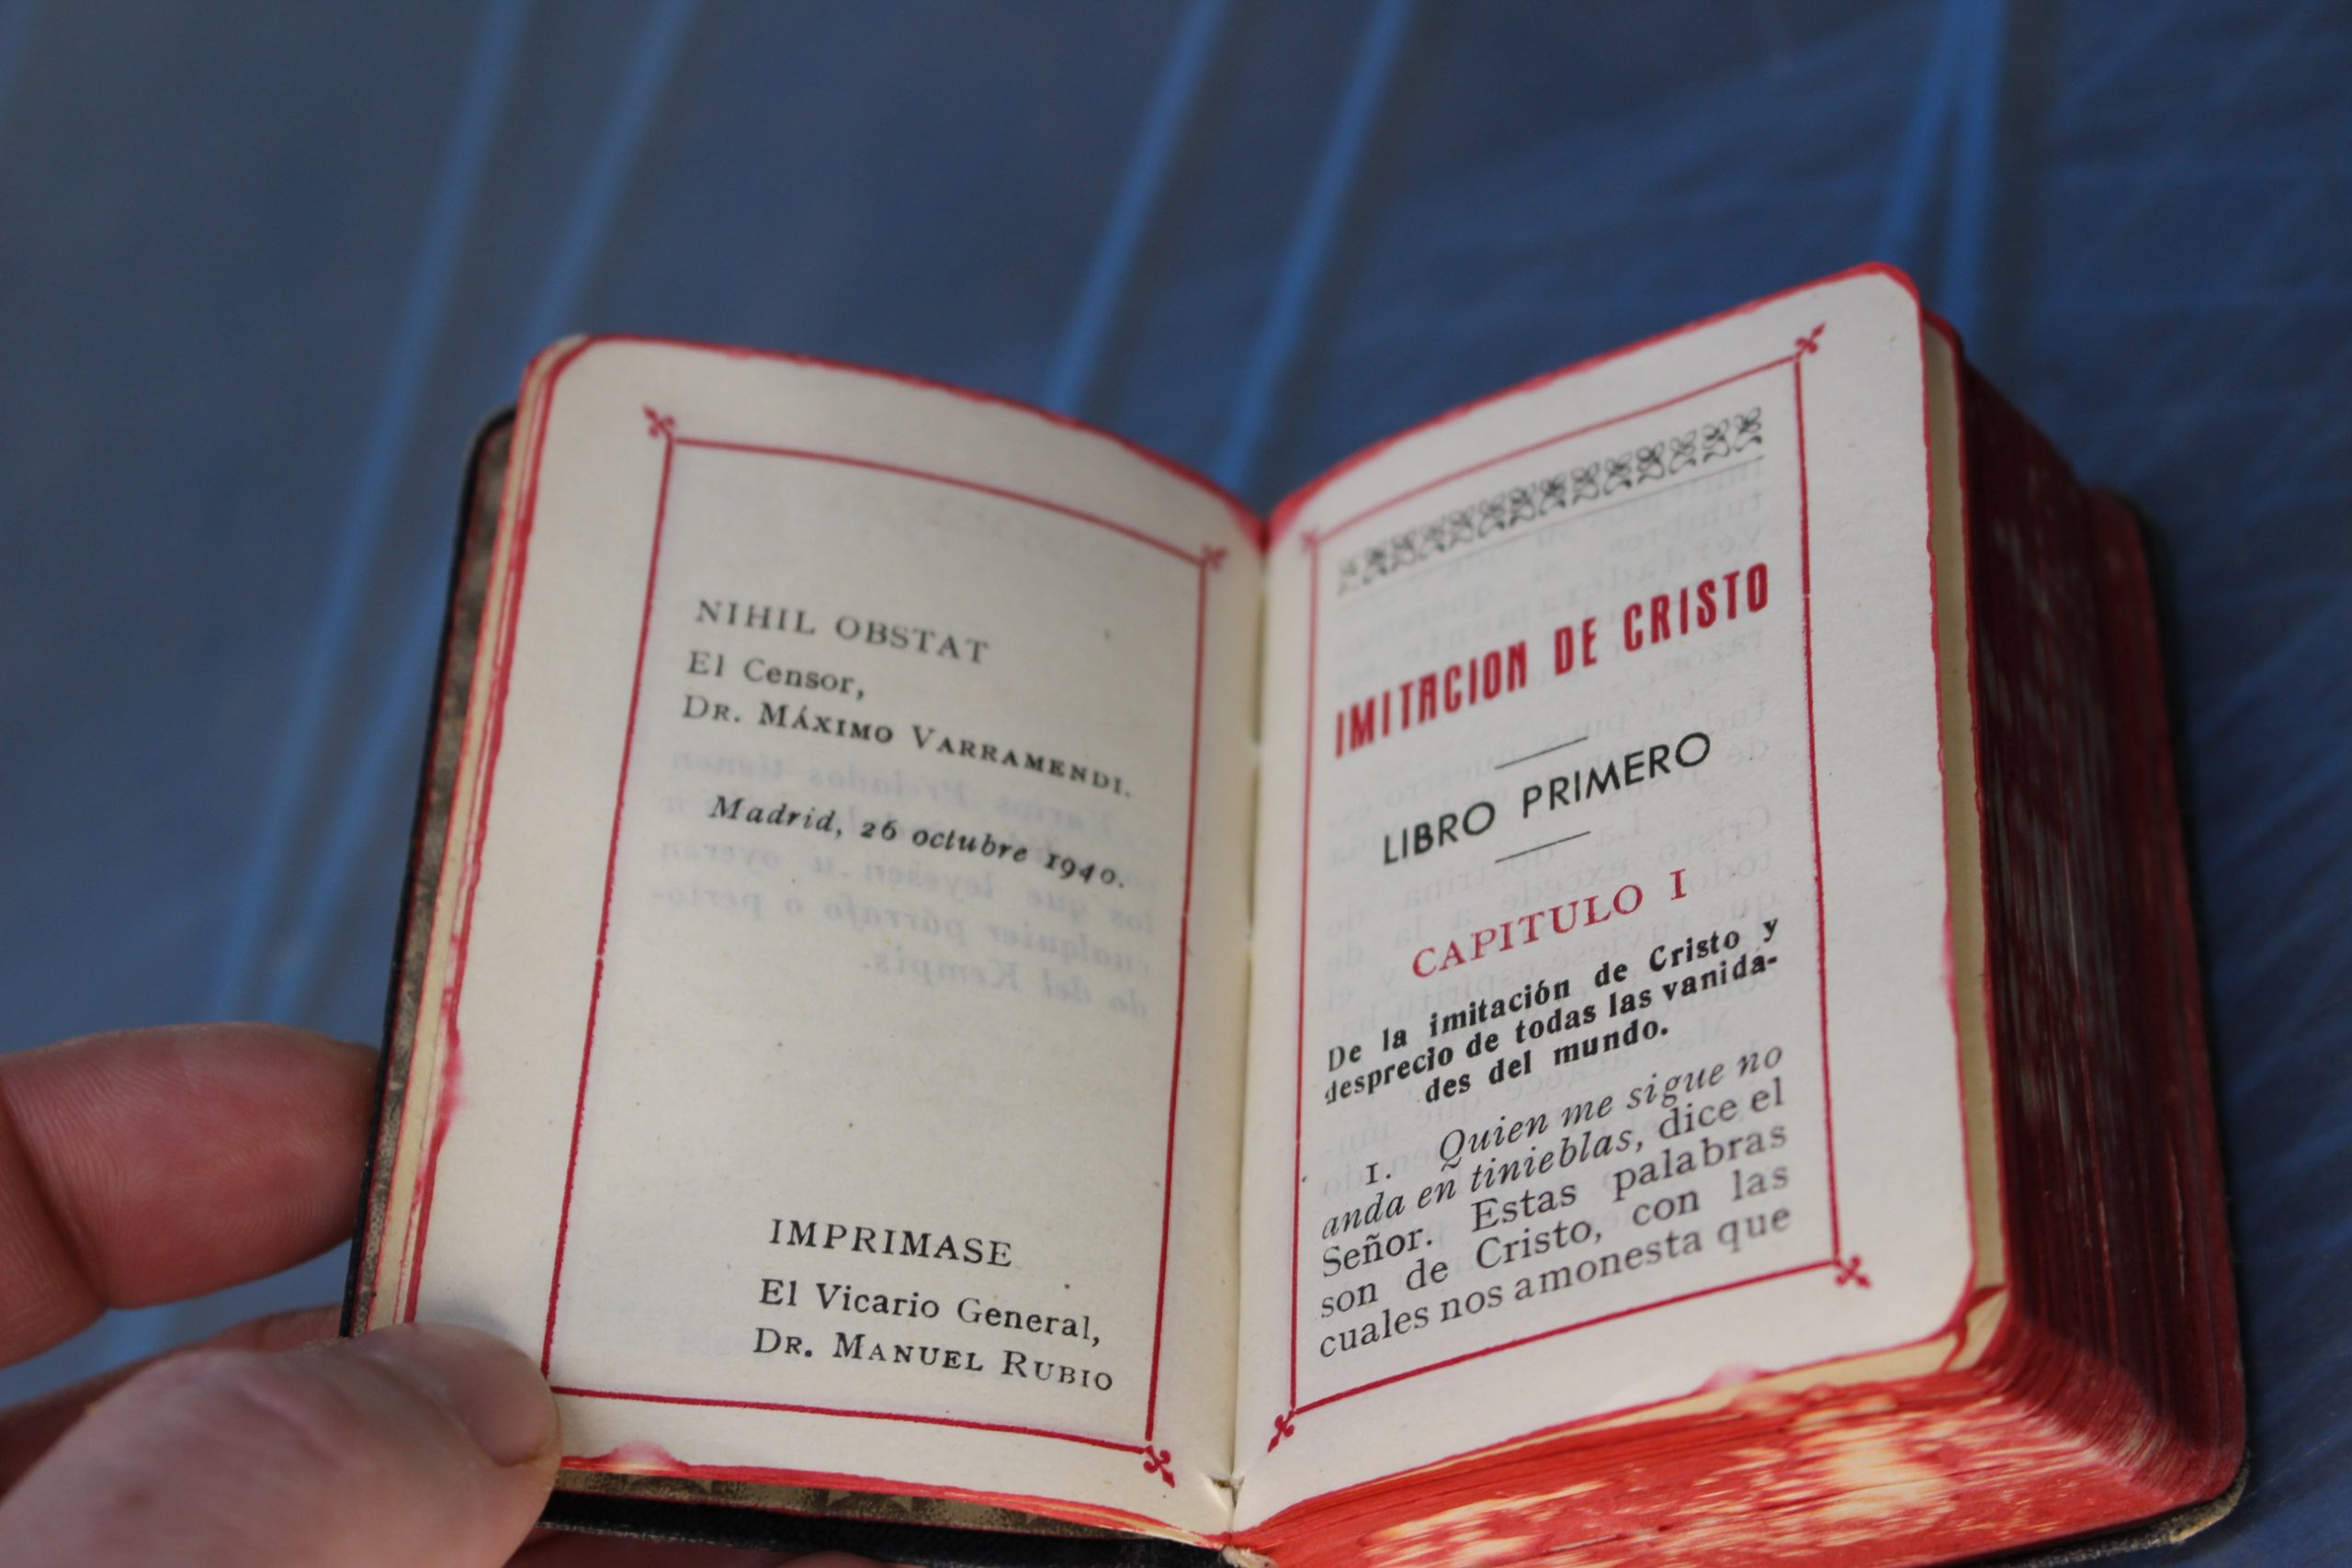 NIHIL OBSTAT
El Censor,
DR. MÁXIMO VARRAMENDI.
Madrid, 26 octubre 1940.
IMPRIMASE
El Vicario General,
DR. MANUEL RUBIO
IMITACION DE CRISTO
LIBRO PRIMERO
CAPITULO I
De la imitación de Cristo y
desprecio de todas las vanida-
des del mundo.
1. Quien me sigue no
anda en tinieblas, dice el
Señor. Estas palabras
son de Cristo, con las
cuales nos amonesta que